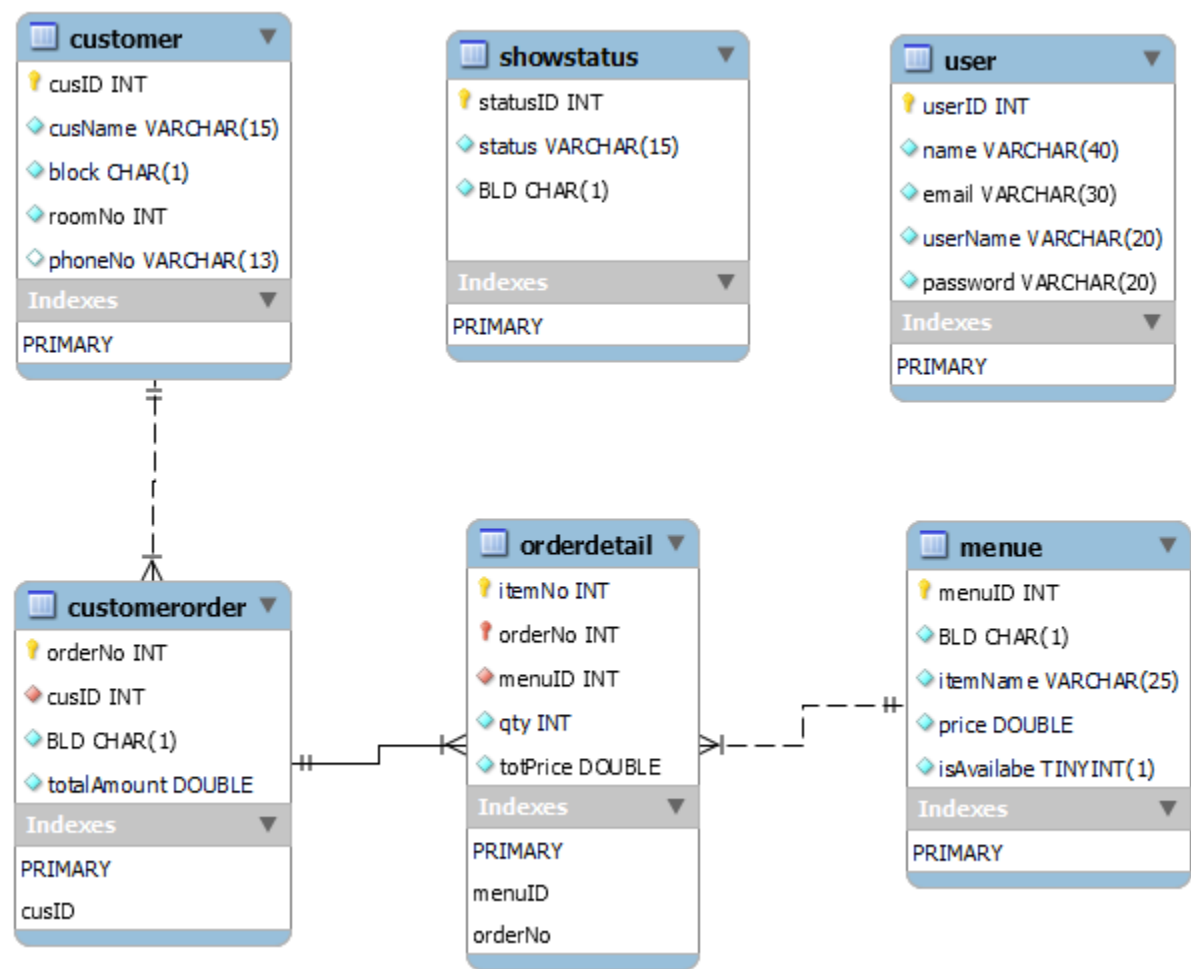 customer
cusID INT
cusName VARCHAR(15)
block CHAR(1)
roomNo INT
phoneNo VARCHAR(13)
Indexes
PRIMARY
showstatus
statusID INT
status VARCHAR(15)
BLD CHAR(1)
Indexes
PRIMARY
user
userID INT
name VARCHAR(40)
email VARCHAR(30)
userName VARCHAR(20)
password VARCHAR(20)
Indexes
PRIMARY
customerorder
orderNo INT
cusID INT
BLD CHAR(1)
totalAmount DOUBLE
Indexes
PRIMARY
cusID
orderdetail
itemNo INT
orderNo INT
menuID INT
qty INT
totPrice DOUBLE
Indexes
PRIMARY
menuID
orderNo
menue
menuID INT
BLD CHAR(1)
itemName VARCHAR(25)
price DOUBLE
isAvailabe TINYINT(1)
Indexes
PRIMARY